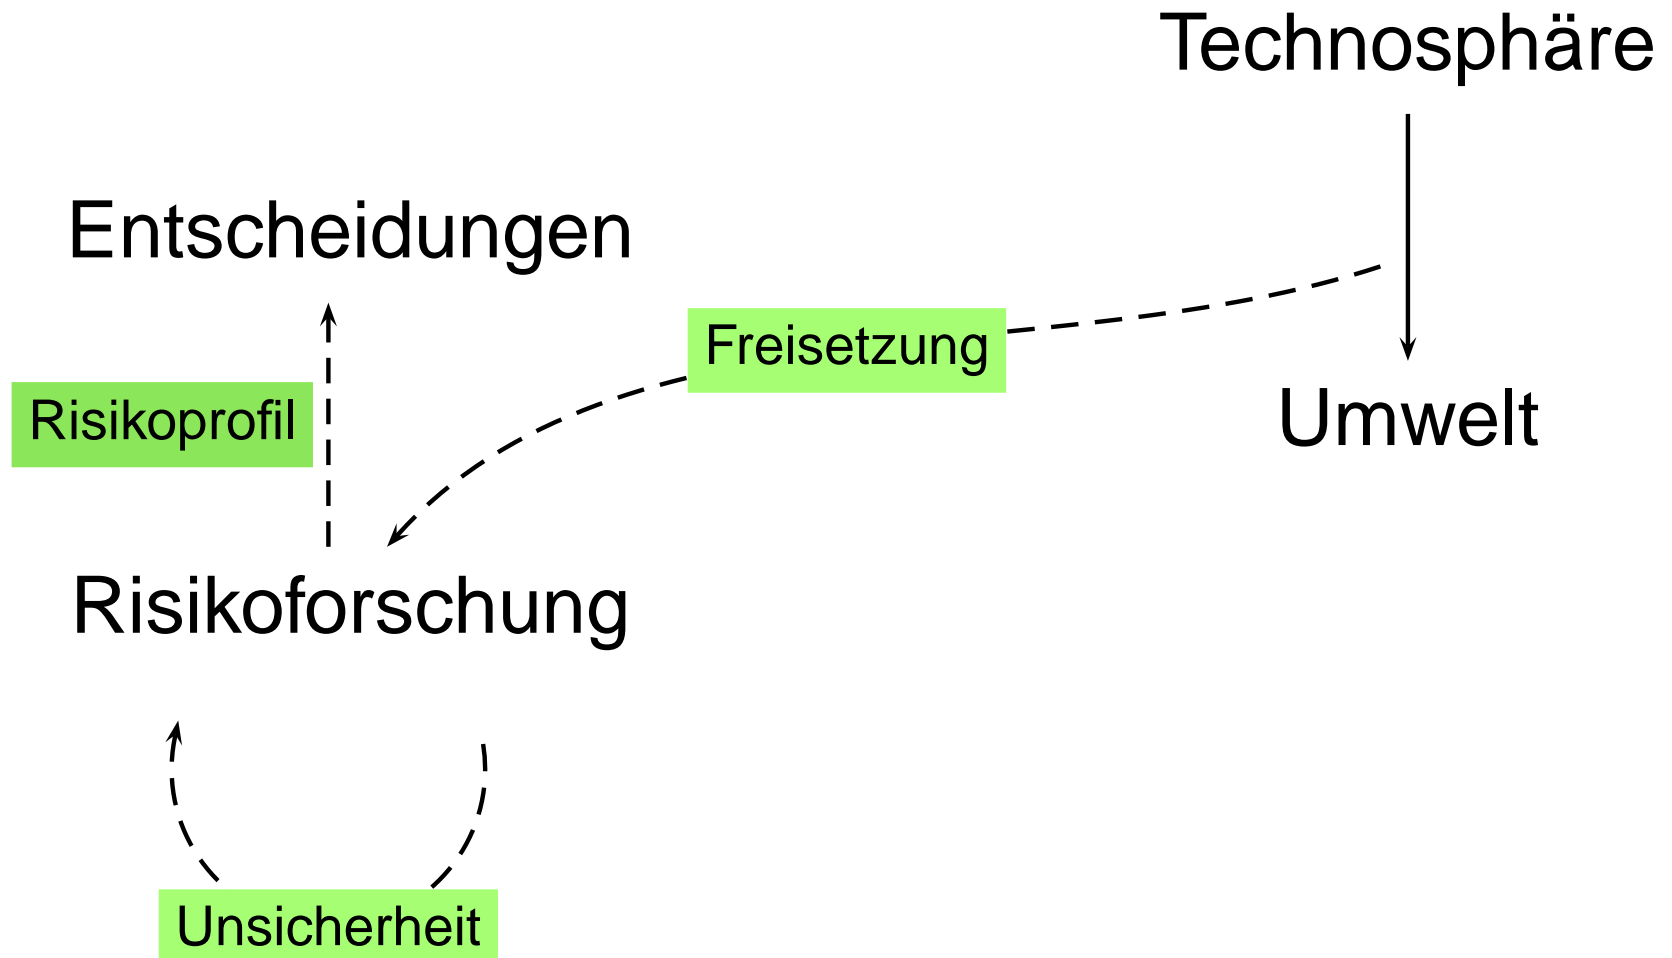 Technosphäre
Entscheidungen
Freisetzung
Risikoprofil
Umwelt
Risikoforschung
Unsicherheit